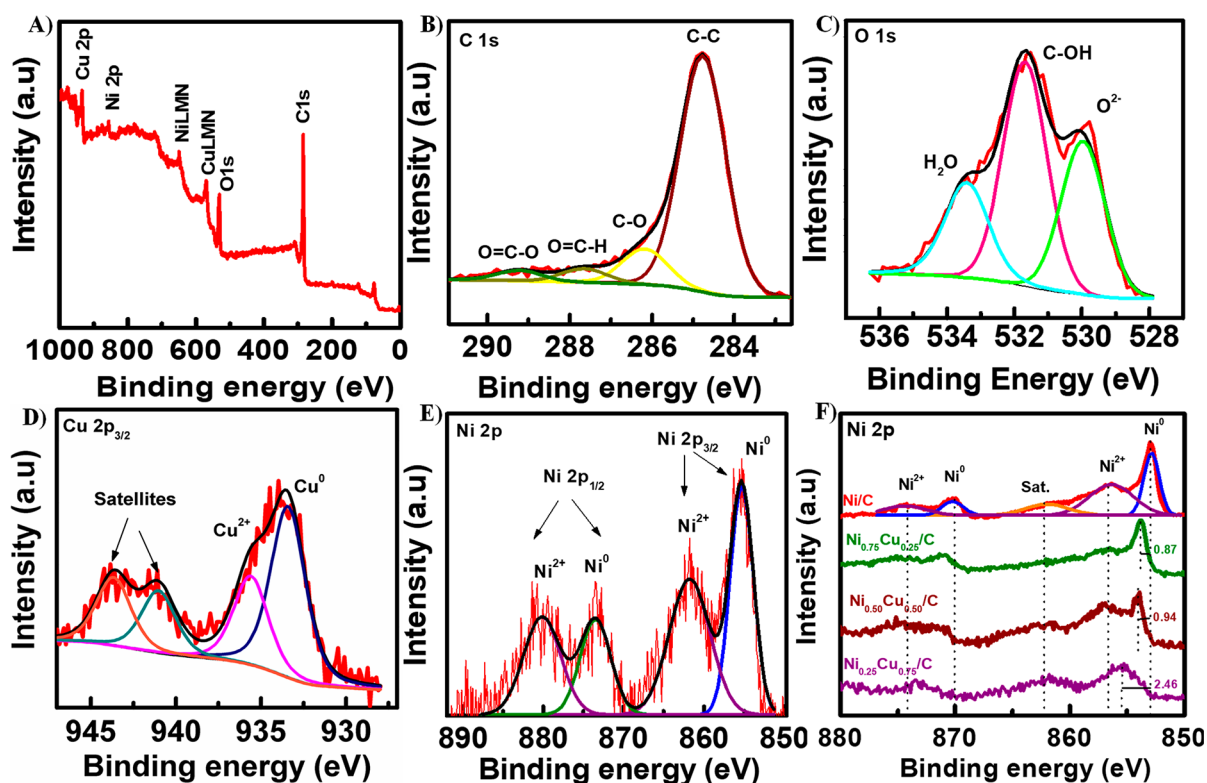 A)
Intensity (a.u)
Cu 2p
Ni 2p
NiLMN
CuLMN
O1s
C1s
1000 800 600 400 200 0
Binding energy (eV)
B)
C 1s
Intensity (a.u)
C-C
C-O
O=C-H
O=C-O
290 288 286 284
Binding energy (eV)
C)
O 1s
Intensity (a.u)
C-OH
O²⁻
H₂O
536 534 532 530 528
Binding Energy (eV)
D)
Cu 2p₃/₂
Intensity (a.u)
Satellites
Cu²⁺
Cu⁰
945 940 935 930
Binding energy (eV)
E)
Ni 2p
Intensity (a.u)
Ni 2p₃/₂
Ni⁰
Ni 2p₁/₂
Ni²⁺
Ni²⁺
Ni⁰
890 880 870 860 850
Binding energy (eV)
F)
Ni 2p
Intensity (a.u)
Ni⁰
Ni²⁺
Ni⁰
Sat.
Ni²⁺
Ni/C
Ni₀.₇₅Cu₀.₂₅/C
0.87
Ni₀.₅₀Cu₀.₅₀/C
0.94
Ni₀.₂₅Cu₀.₇₅/C
2.46
880 870 860 850
Binding energy (eV)